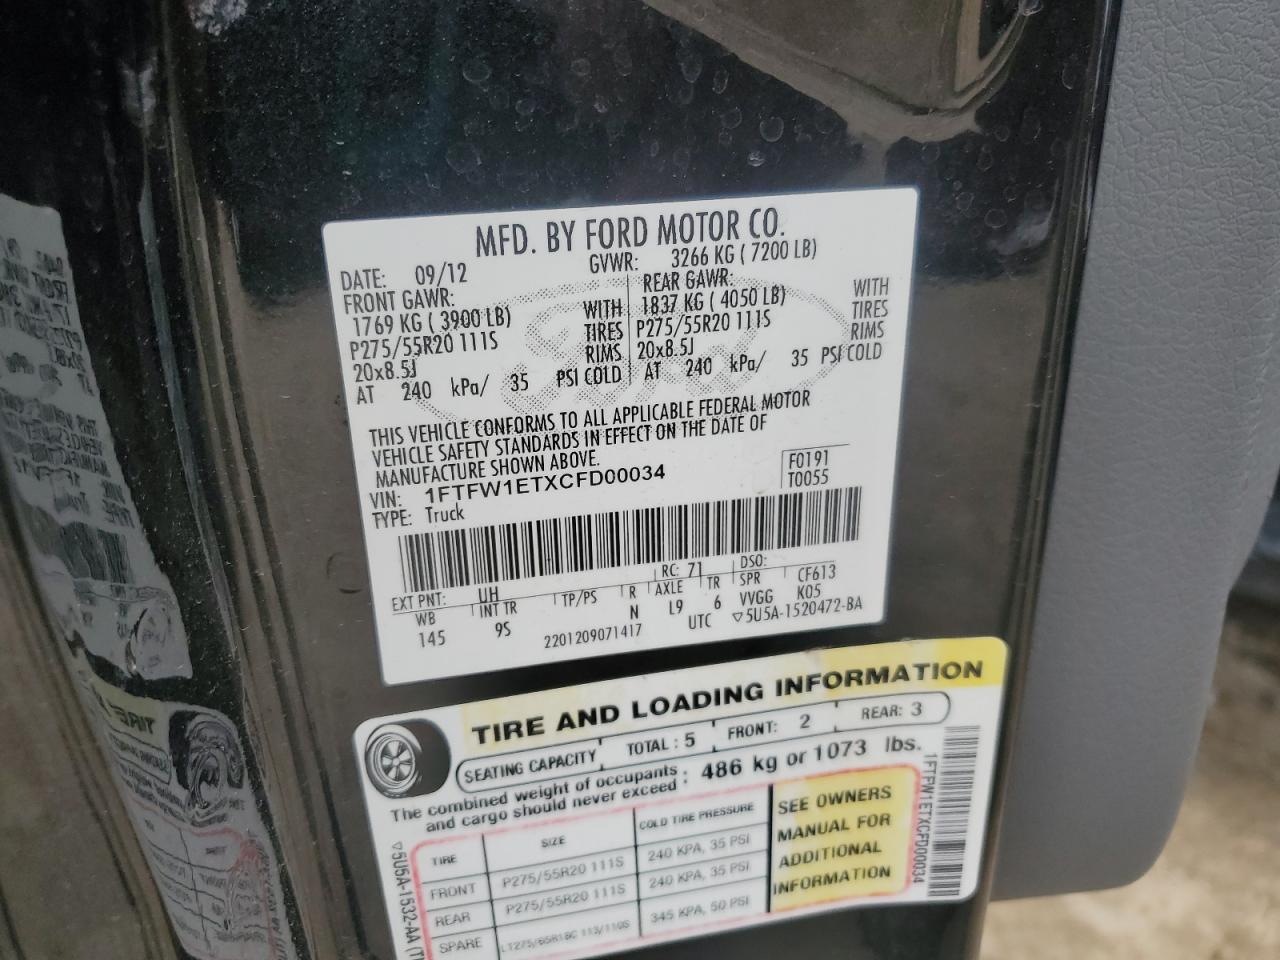 MFD. BY FORD MOTOR CO.
DATE: 09/12 GVWR: 3266 KG ( 7200 LB)
FRONT GAWR: REAR GAWR:
1769 KG ( 3900 LB) WITH 1837 KG ( 4050 LB) WITH
P275/55R20 111S TIRES P275/55R20 111S TIRES
20x8.5J RIMS 20x8.5J RIMS
AT 240 kPa/ 35 PSI COLD AT 240 kPa/ 35 PSI COLD
THIS VEHICLE CONFORMS TO ALL APPLICABLE FEDERAL MOTOR
VEHICLE SAFETY STANDARDS IN EFFECT ON THE DATE OF
MANUFACTURE SHOWN ABOVE.
VIN: 1FTFW1ETXCFD00034
TYPE: Truck
F0191
T0055
EXT PNT: UH RC: 71 DSO:
WB INT TR TP/PS R AXLE TR SPR CF613
145 9S N L9 6 VVGG K05
2201209071417 UTC ▽5U5A-1520472-BA
TIRE AND LOADING INFORMATION
SEATING CAPACITY TOTAL : 5 FRONT: 2 REAR: 3
The combined weight of occupants : 486 kg or 1073 lbs.
and cargo should never exceed
TIRE SIZE COLD TIRE PRESSURE
FRONT P275/55R20 111S 240 KPA, 35 PSI
REAR P275/55R20 111S 240 KPA, 35 PSI
SPARE LT275/65R18C 113/110S 345 KPA, 50 PSI
SEE OWNERS
MANUAL FOR
ADDITIONAL
INFORMATION
1FTFW1ETXCFD00034
▽5U5A-1532-AA